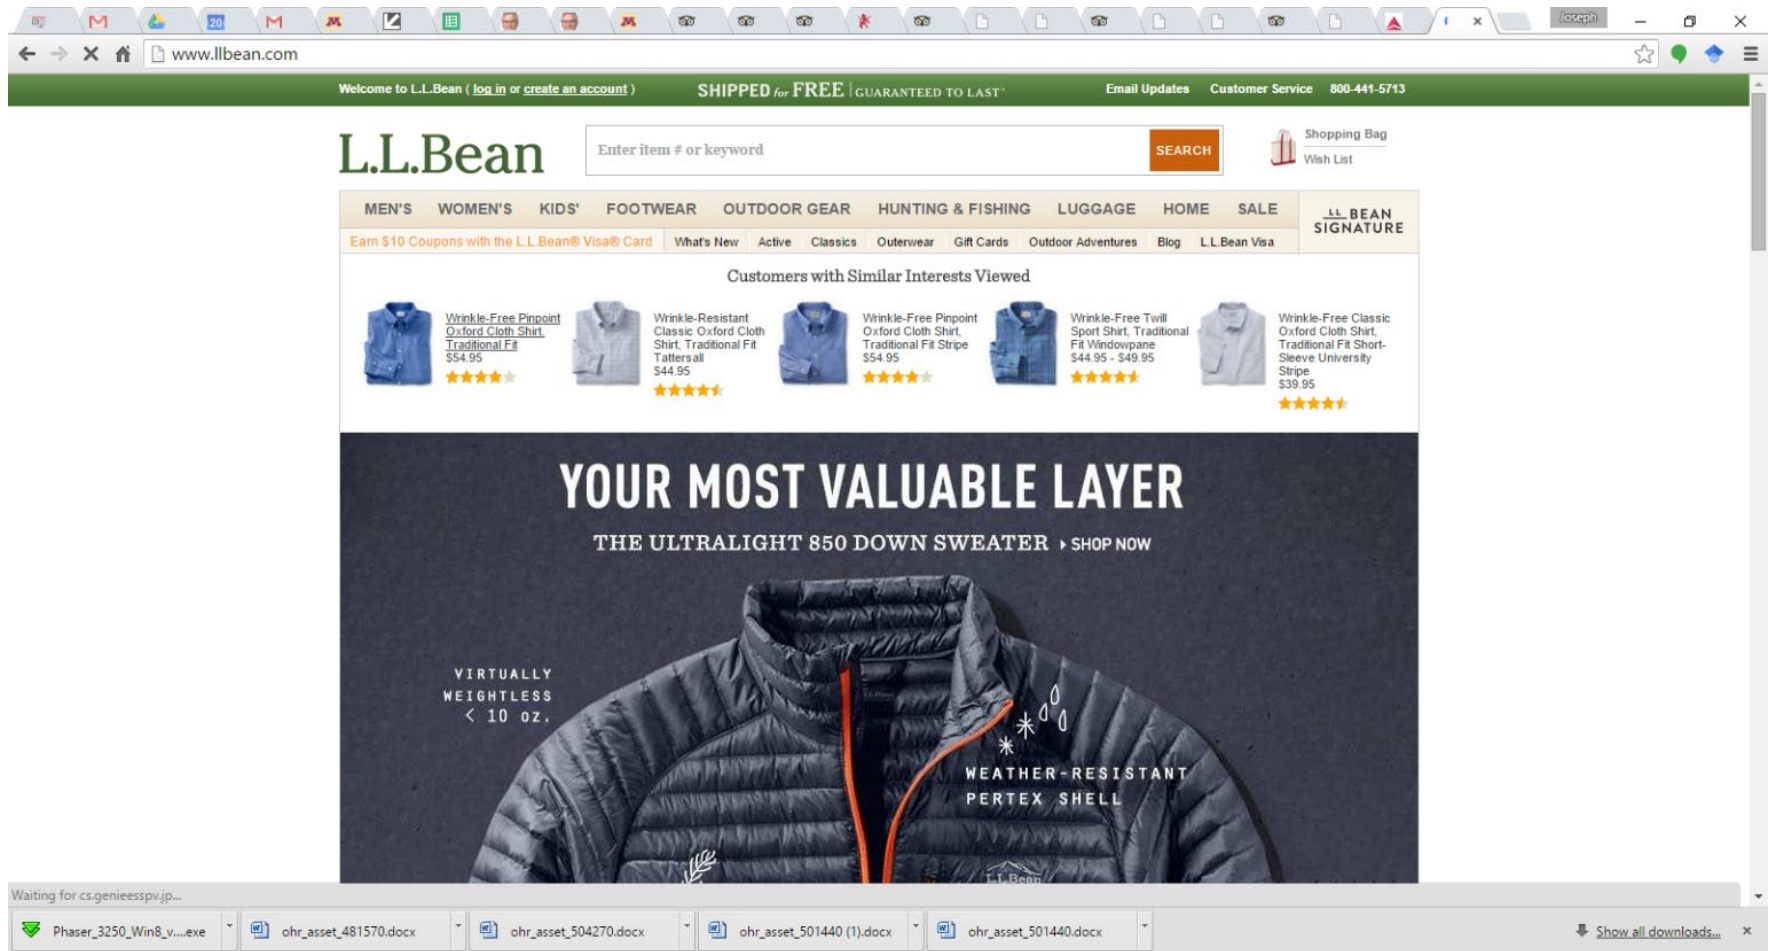 20
Joseph
www.llbean.com
Welcome to L.L.Bean ( log in or create an account )
SHIPPED for FREE | GUARANTEED TO LAST™
Email Updates Customer Service 800-441-5713
L.L.Bean
Enter item # or keyword
SEARCH
Shopping Bag
Wish List
MEN'S WOMEN'S KIDS' FOOTWEAR OUTDOOR GEAR HUNTING & FISHING LUGGAGE HOME SALE
LL BEAN
SIGNATURE
Earn $10 Coupons with the L.L.Bean® Visa® Card What's New Active Classics Outerwear Gift Cards Outdoor Adventures Blog L.L.Bean Visa
Customers with Similar Interests Viewed
Wrinkle-Free Pinpoint
Oxford Cloth Shirt,
Traditional Fit
$54.95
Wrinkle-Resistant
Classic Oxford Cloth
Shirt, Traditional Fit
Tattersall
$44.95
Wrinkle-Free Pinpoint
Oxford Cloth Shirt,
Traditional Fit Stripe
$54.95
Wrinkle-Free Twill
Sport Shirt, Traditional
Fit Windowpane
$44.95 - $49.95
Wrinkle-Free Classic
Oxford Cloth Shirt,
Traditional Fit Short-
Sleeve University
Stripe
$39.95
YOUR MOST VALUABLE LAYER
THE ULTRALIGHT 850 DOWN SWEATER SHOP NOW
VIRTUALLY
WEIGHTLESS
< 10 oz.
WEATHER-RESISTANT
PERTEX SHELL
L.L.Bean
Waiting for cs.genieesspv.jp...
Phaser_3250_Win8_v....exe
ohr_asset_481570.docx
ohr_asset_504270.docx
ohr_asset_501440 (1).docx
ohr_asset_501440.docx
Show all downloads...